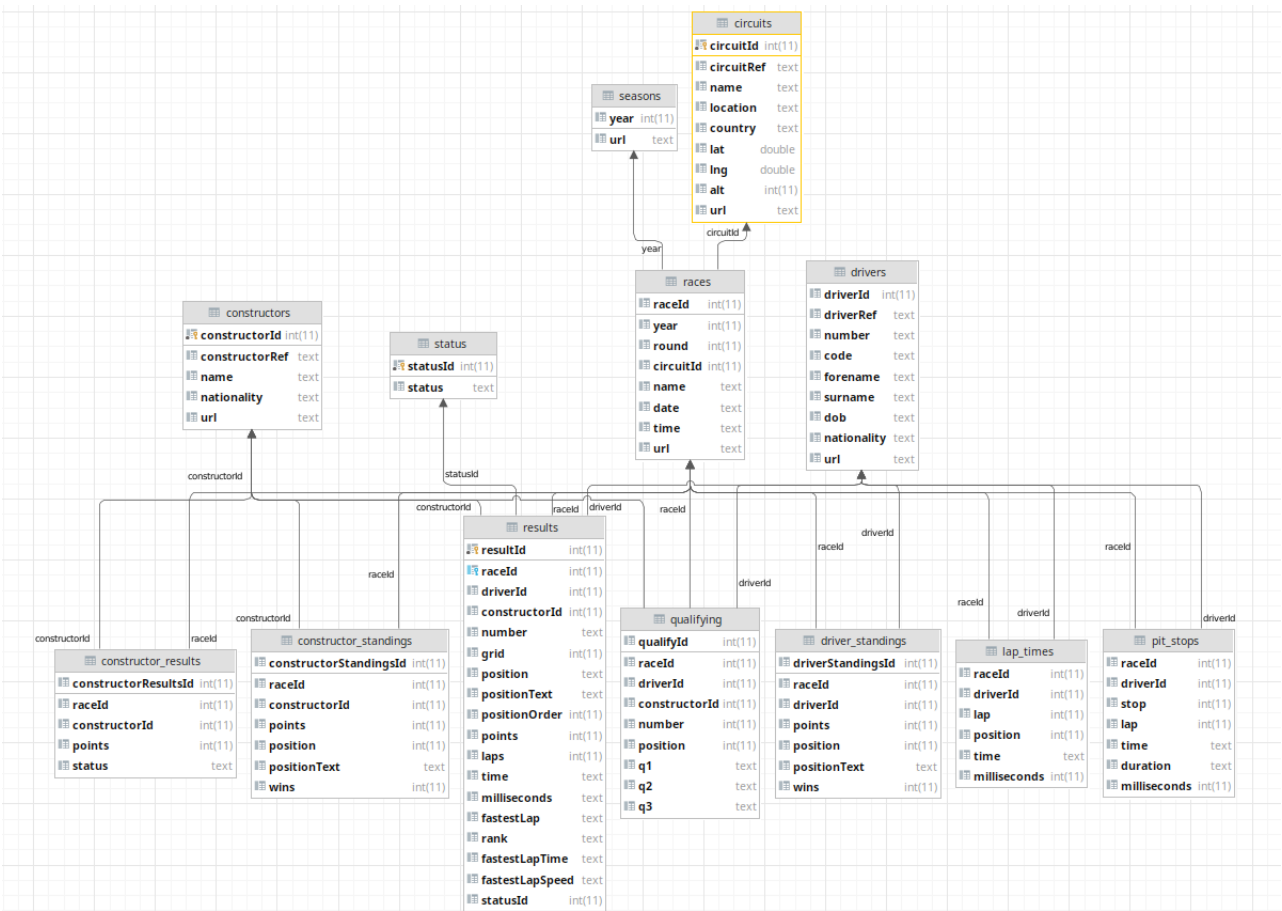 circuits
circuitId int(11)
circuitRef text
name text
location text
country text
lat double
lng double
alt int(11)
url text
seasons
year int(11)
url text
circuitId
year
races
raceId int(11)
year int(11)
round int(11)
circuitId int(11)
name text
date text
time text
url text
drivers
driverId int(11)
driverRef text
number text
code text
forename text
surname text
dob text
nationality text
url text
constructors
constructorId int(11)
constructorRef text
name text
nationality text
url text
status
statusId int(11)
status text
constructorId
statusId
constructorId
raceId
driverId
raceId
driverId
raceId
raceId
raceId
driverId
raceId
driverId
driverId
constructorId
constructorId
raceId
results
resultId int(11)
raceId int(11)
driverId int(11)
constructorId int(11)
number text
grid int(11)
position text
positionText text
positionOrder int(11)
points int(11)
laps int(11)
time text
milliseconds text
fastestLap text
rank text
fastestLapTime text
fastestLapSpeed text
statusId int(11)
constructor_results
constructorResultsId int(11)
raceId int(11)
constructorId int(11)
points int(11)
status text
constructor_standings
constructorStandingsId int(11)
raceId int(11)
constructorId int(11)
points int(11)
position int(11)
positionText text
wins int(11)
qualifying
qualifyId int(11)
raceId int(11)
driverId int(11)
constructorId int(11)
number int(11)
position int(11)
q1 text
q2 text
q3 text
driver_standings
driverStandingsId int(11)
raceId int(11)
driverId int(11)
points int(11)
position int(11)
positionText text
wins int(11)
lap_times
raceId int(11)
driverId int(11)
lap int(11)
position int(11)
time text
milliseconds int(11)
pit_stops
raceId int(11)
driverId int(11)
stop int(11)
lap int(11)
time text
duration text
milliseconds int(11)